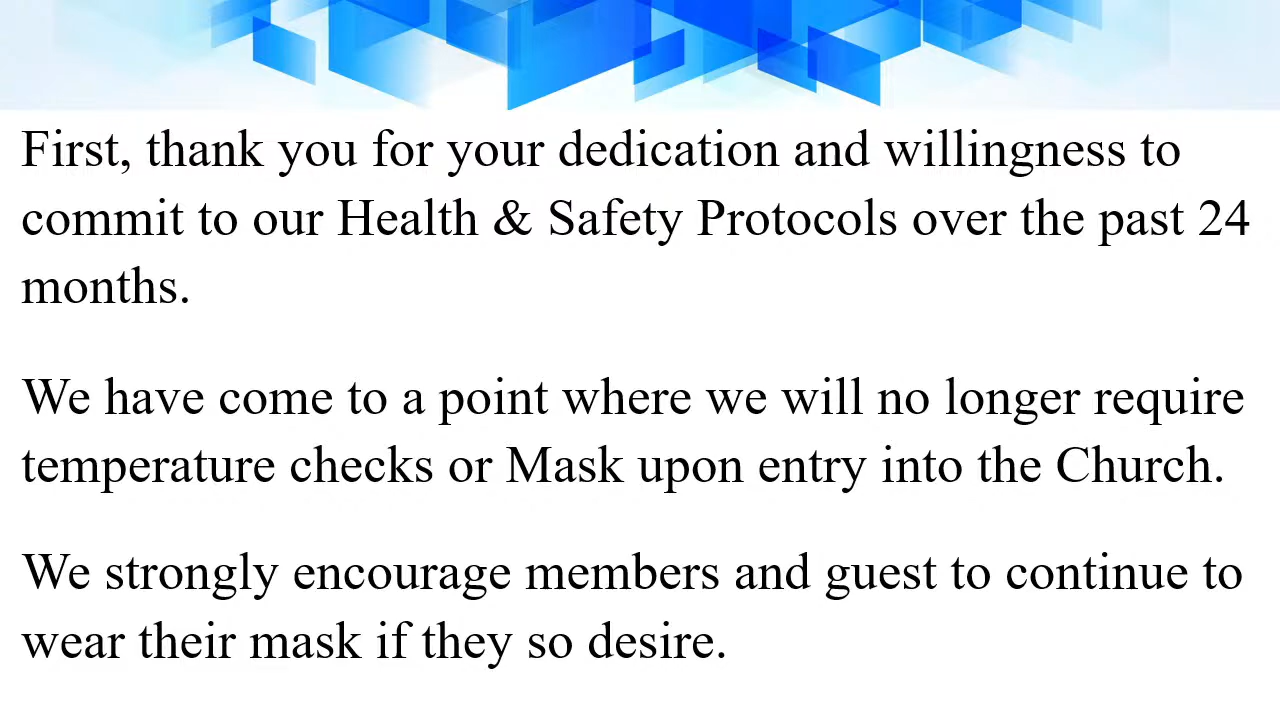 First, thank you for your dedication and willingness to
commit to our Health & Safety Protocols over the past 24
months.
We have come to a point where we will no longer require
temperature checks or Mask upon entry into the Church.
We strongly encourage members and guest to continue to
wear their mask if they so desire.